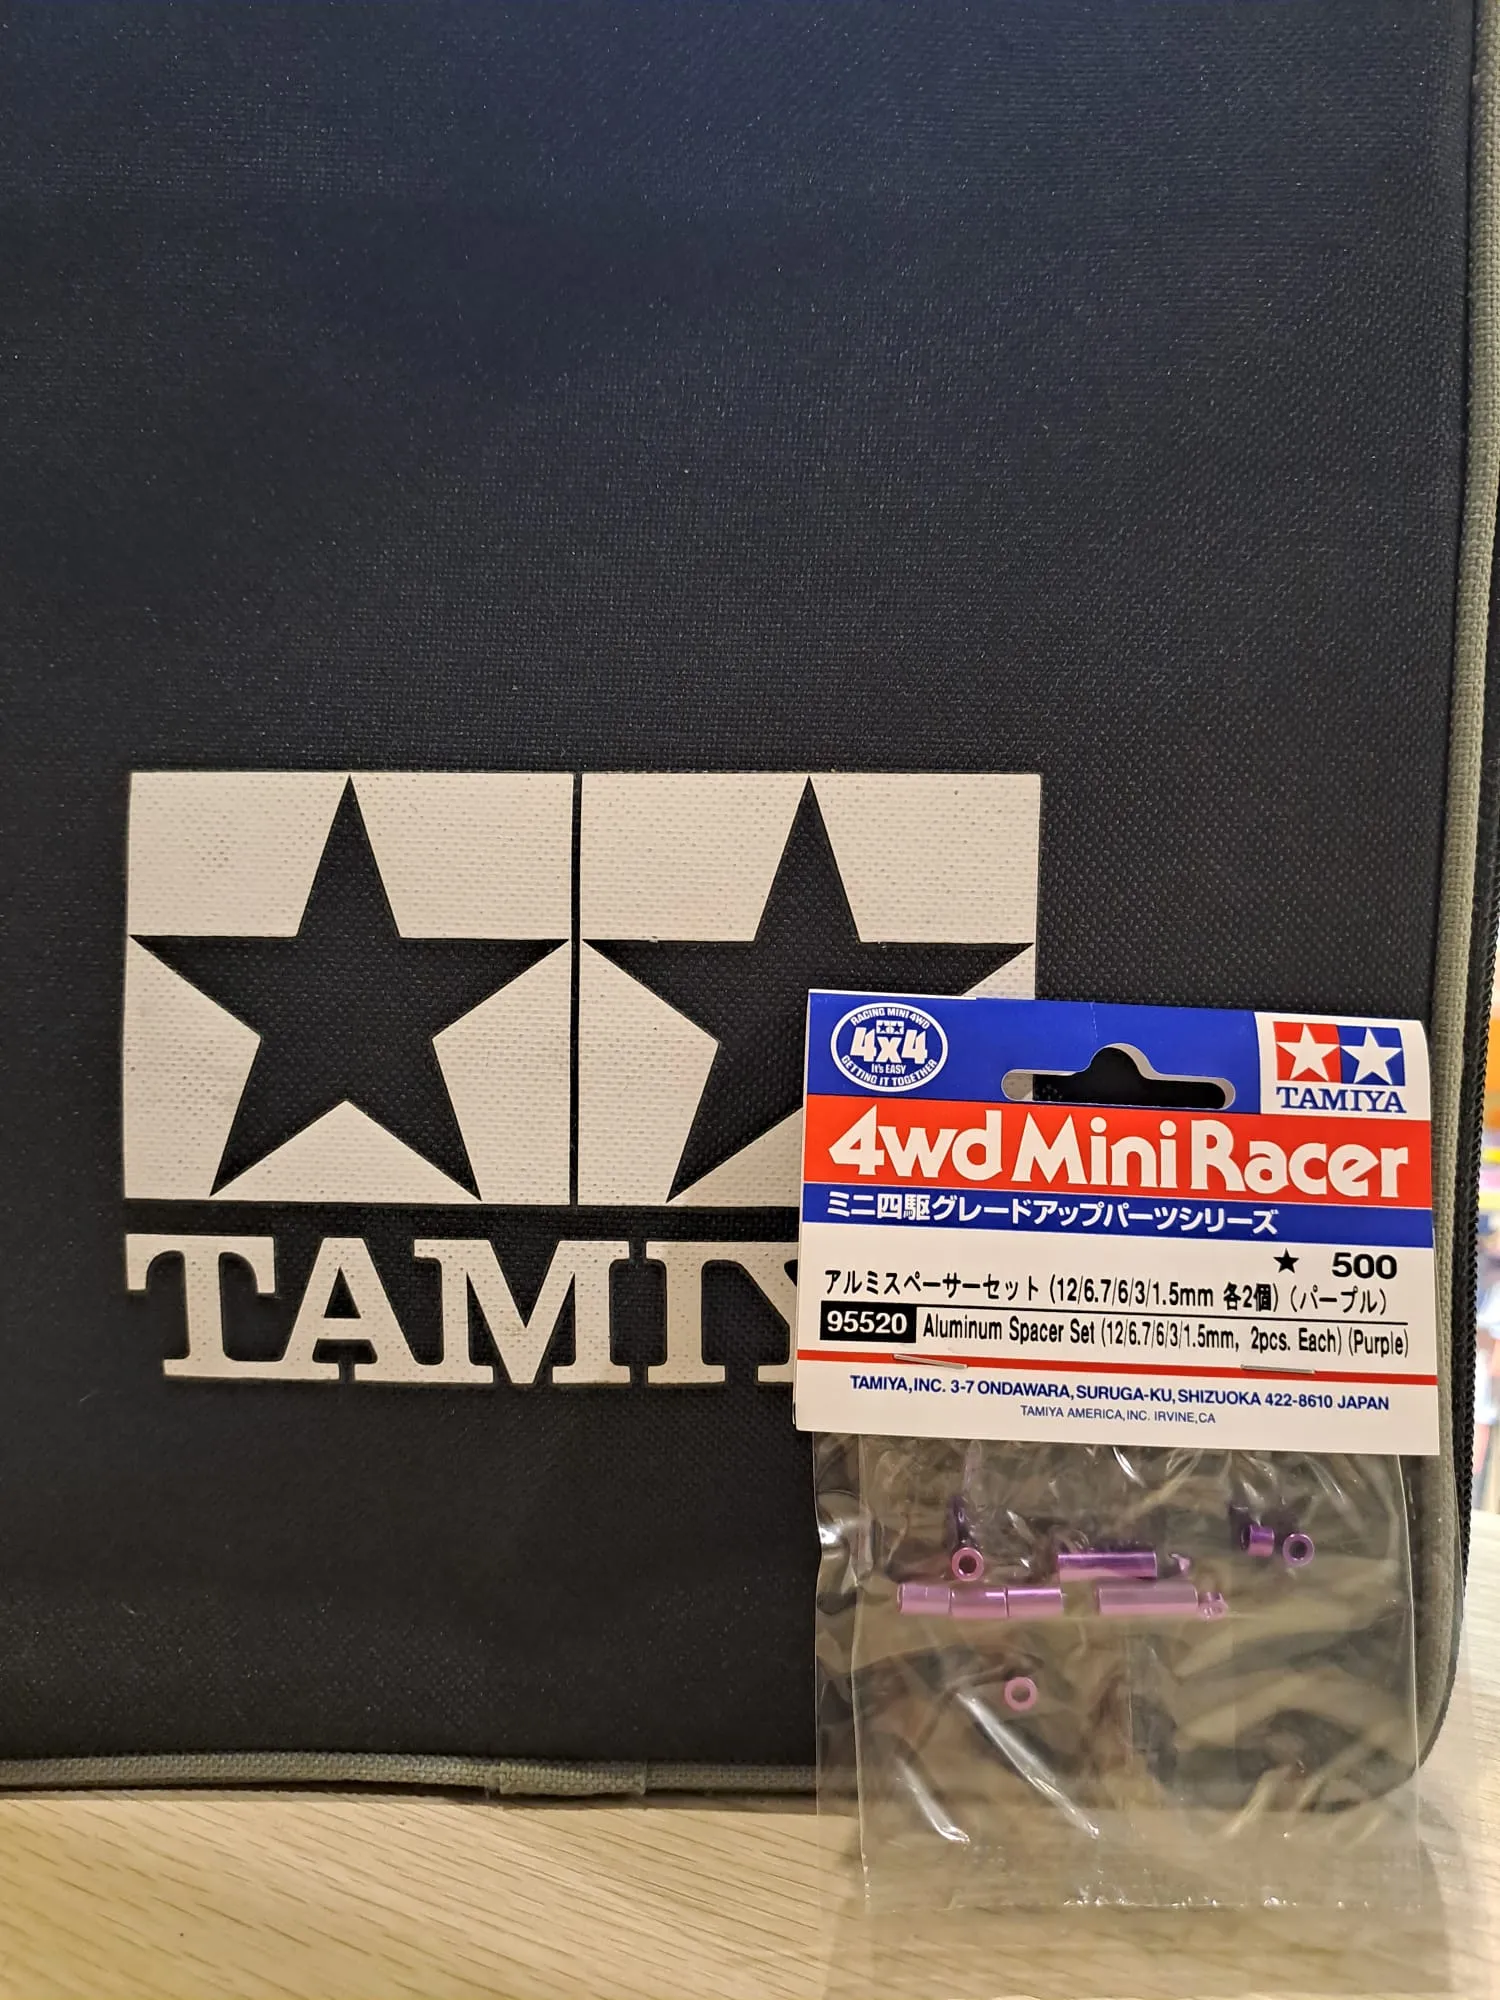 TAMIY
RACING MINI 4WD
4x4
It's EASY
GETTING IT TOGETHER
TAMIYA
4wd Mini Racer
ミニ四駆グレードアップパーツシリーズ
★ 500
アルミスペーサーセット (12/6.7/6/3/1.5mm 各2個) (パープル)
95520 Aluminum Spacer Set (12/6.7/6/3/1.5mm, 2pcs. Each) (Purple)
TAMIYA, INC. 3-7 ONDAWARA, SURUGA-KU, SHIZUOKA 422-8610 JAPAN
TAMIYA AMERICA, INC. IRVINE, CA